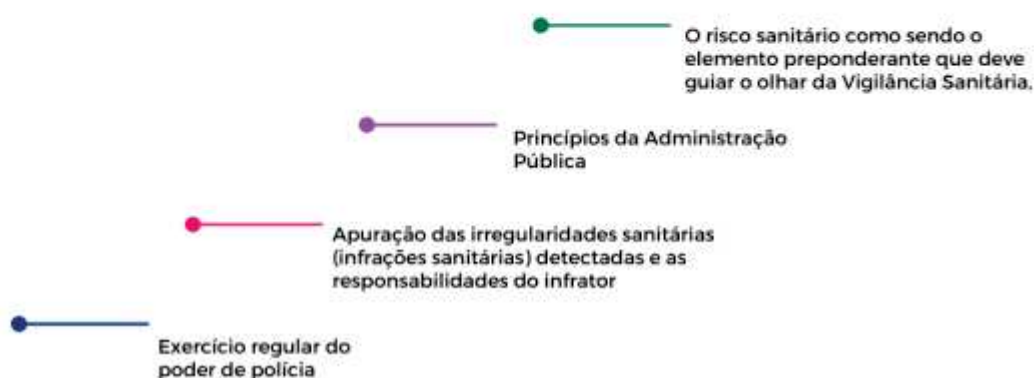 O risco sanitário como sendo o
elemento preponderante que deve
guiar o olhar da Vigilância Sanitária.
Princípios da Administração
Pública
Apuração das irregularidades sanitárias
(infrações sanitárias) detectadas e as
responsabilidades do infrator
Exercício regular do
poder de polícia